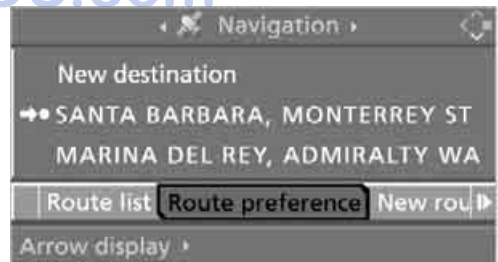 Navigation
New destination
SANTA BARBARA, MONTERREY ST
MARINA DEL REY, ADMIRALTY WA
Route list Route preference New rou
Arrow display